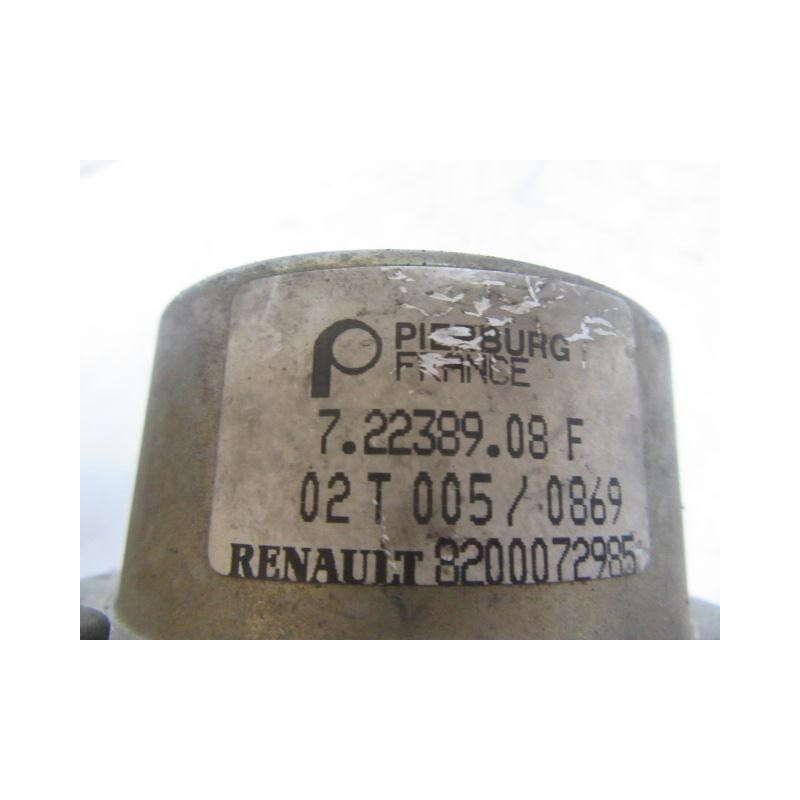 PIERBURG
FRANCE
7.22389.08 F
02 T 005 / 0869
RENAULT 8200072985